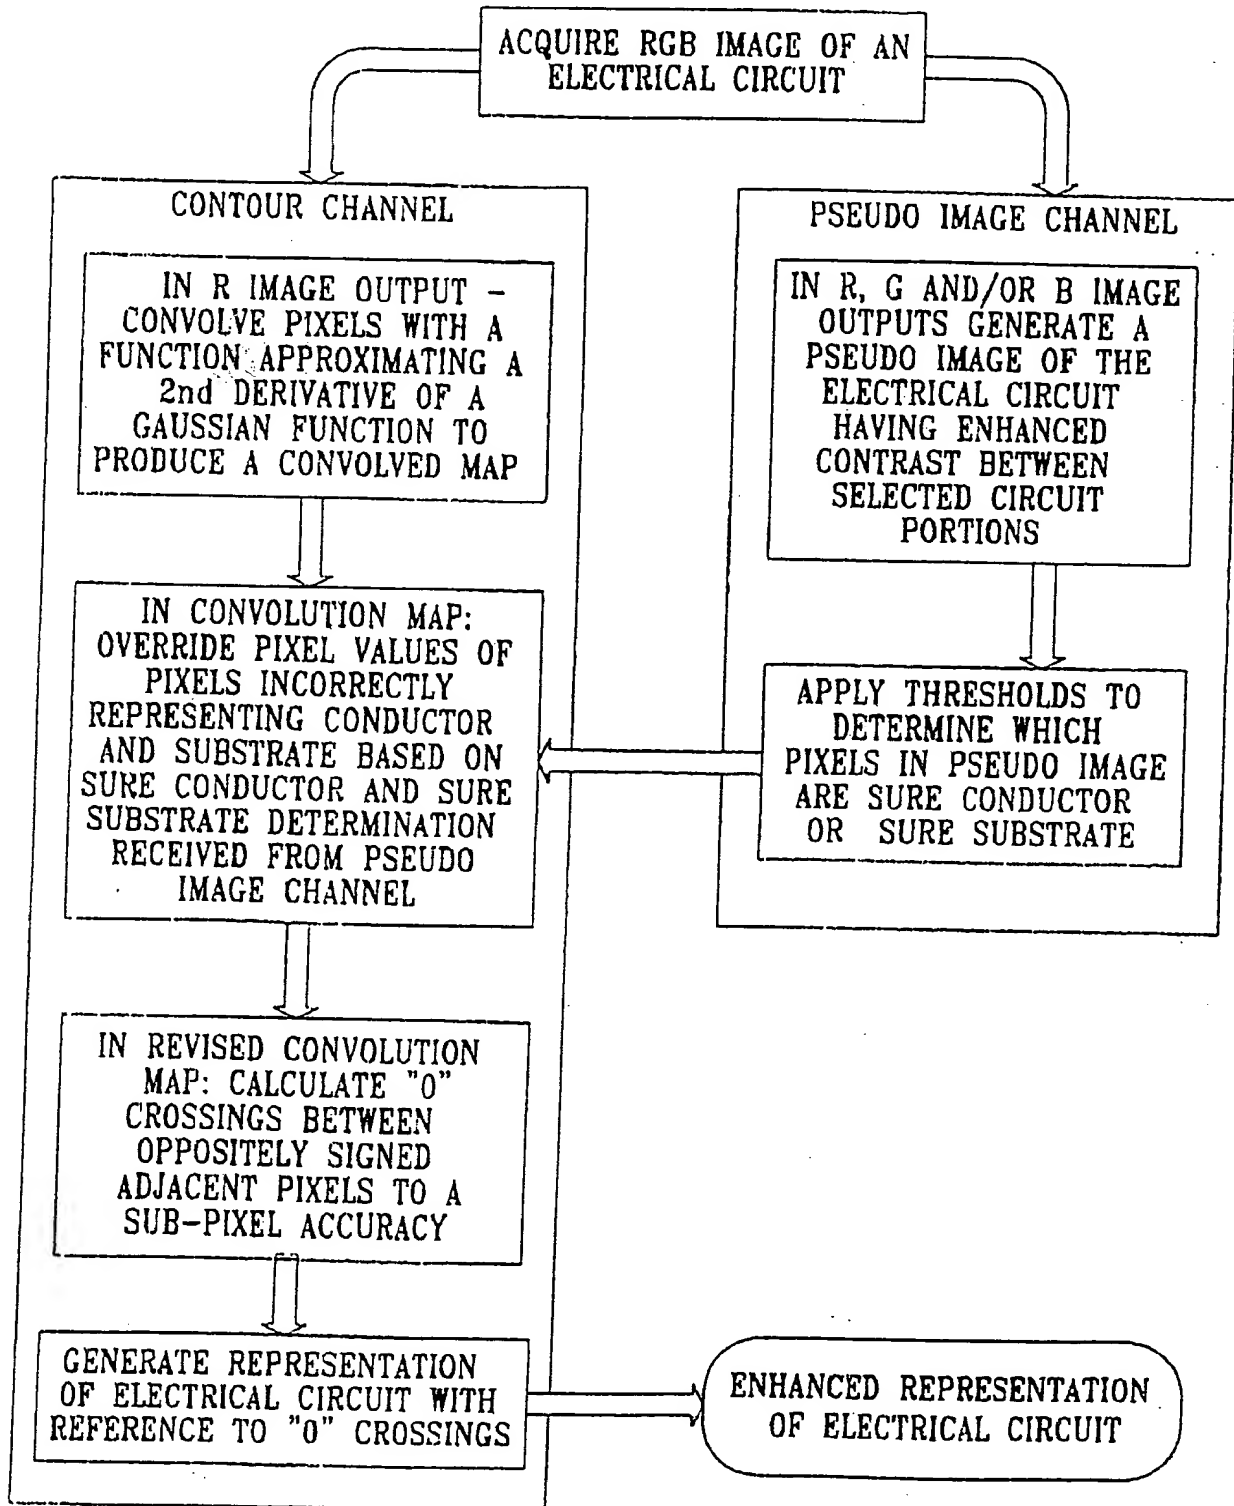 ACQUIRE RGB IMAGE OF AN
ELECTRICAL CIRCUIT
CONTOUR CHANNEL
IN R IMAGE OUTPUT -
CONVOLVE PIXELS WITH A
FUNCTION APPROXIMATING A
2nd DERIVATIVE OF A
GAUSSIAN FUNCTION TO
PRODUCE A CONVOLVED MAP
IN CONVOLUTION MAP:
OVERRIDE PIXEL VALUES OF
PIXELS INCORRECTLY
REPRESENTING CONDUCTOR
AND SUBSTRATE BASED ON
SURE CONDUCTOR AND SURE
SUBSTRATE DETERMINATION
RECEIVED FROM PSEUDO
IMAGE CHANNEL
IN REVISED CONVOLUTION
MAP: CALCULATE "0"
CROSSINGS BETWEEN
OPPOSITELY SIGNED
ADJACENT PIXELS TO A
SUB-PIXEL ACCURACY
GENERATE REPRESENTATION
OF ELECTRICAL CIRCUIT WITH
REFERENCE TO "0" CROSSINGS
PSEUDO IMAGE CHANNEL
IN R, G AND/OR B IMAGE
OUTPUTS GENERATE A
PSEUDO IMAGE OF THE
ELECTRICAL CIRCUIT
HAVING ENHANCED
CONTRAST BETWEEN
SELECTED CIRCUIT
PORTIONS
APPLY THRESHOLDS TO
DETERMINE WHICH
PIXELS IN PSEUDO IMAGE
ARE SURE CONDUCTOR
OR SURE SUBSTRATE
ENHANCED REPRESENTATION
OF ELECTRICAL CIRCUIT